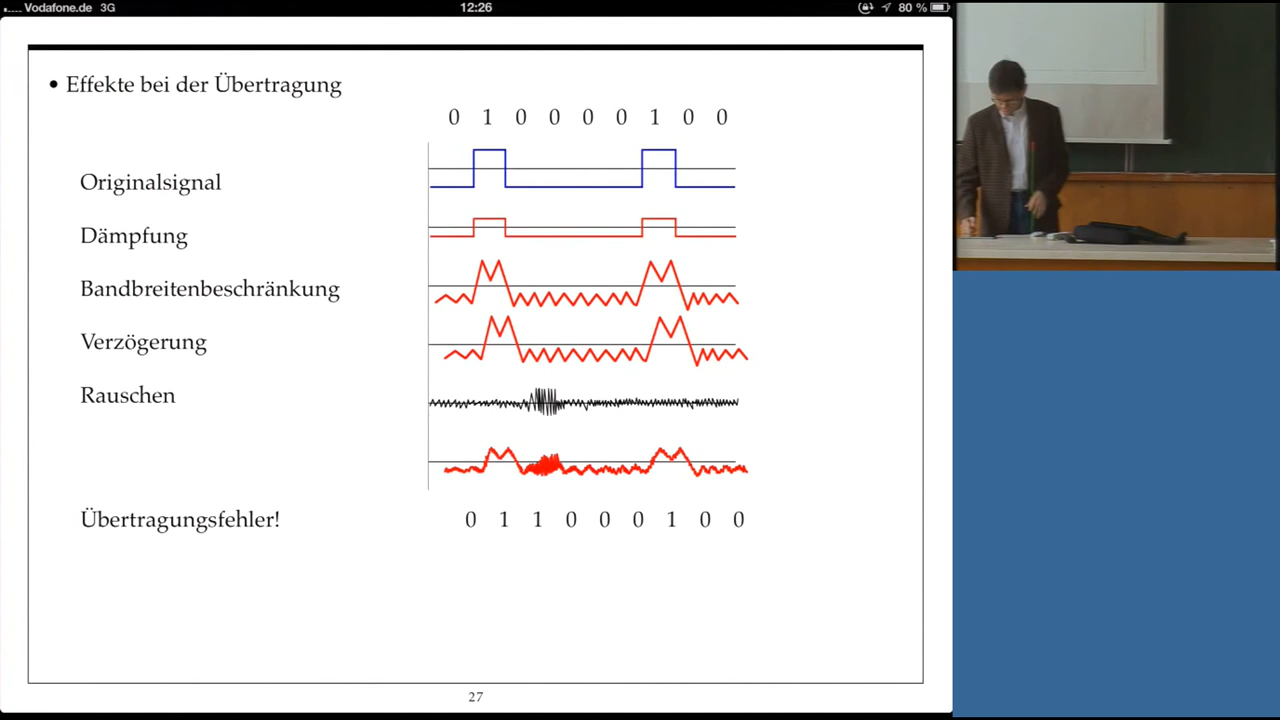 Vodafone.de 3G 12:26 80 %
• Effekte bei der Übertragung
0 1 0 0 0 0 1 0 0
Originalsignal
Dämpfung
Bandbreitenbeschränkung
Verzögerung
Rauschen
Übertragungsfehler! 0 1 1 0 0 0 1 0 0
27